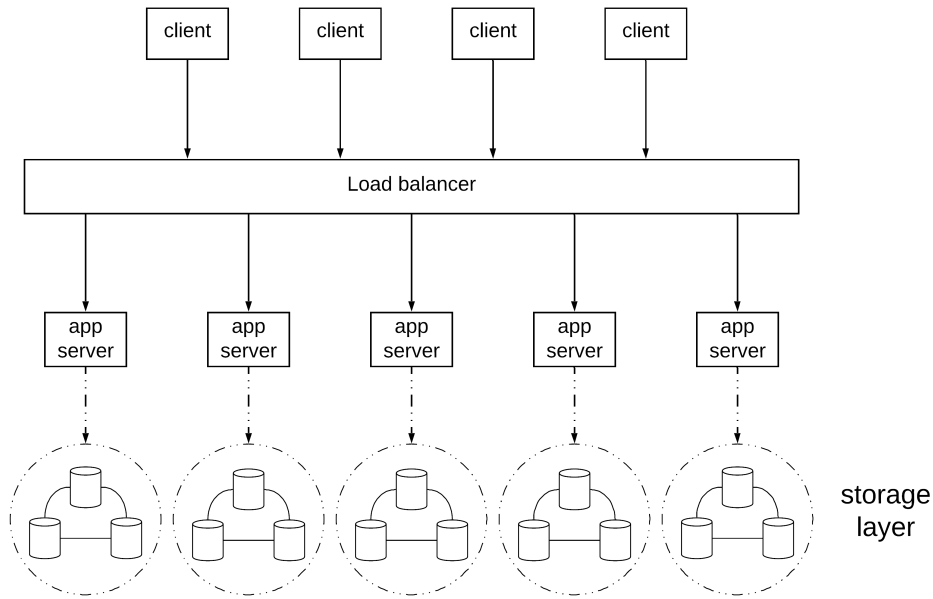 client
client
client
client
Load balancer
app
server
app
server
app
server
app
server
app
server
storage
layer